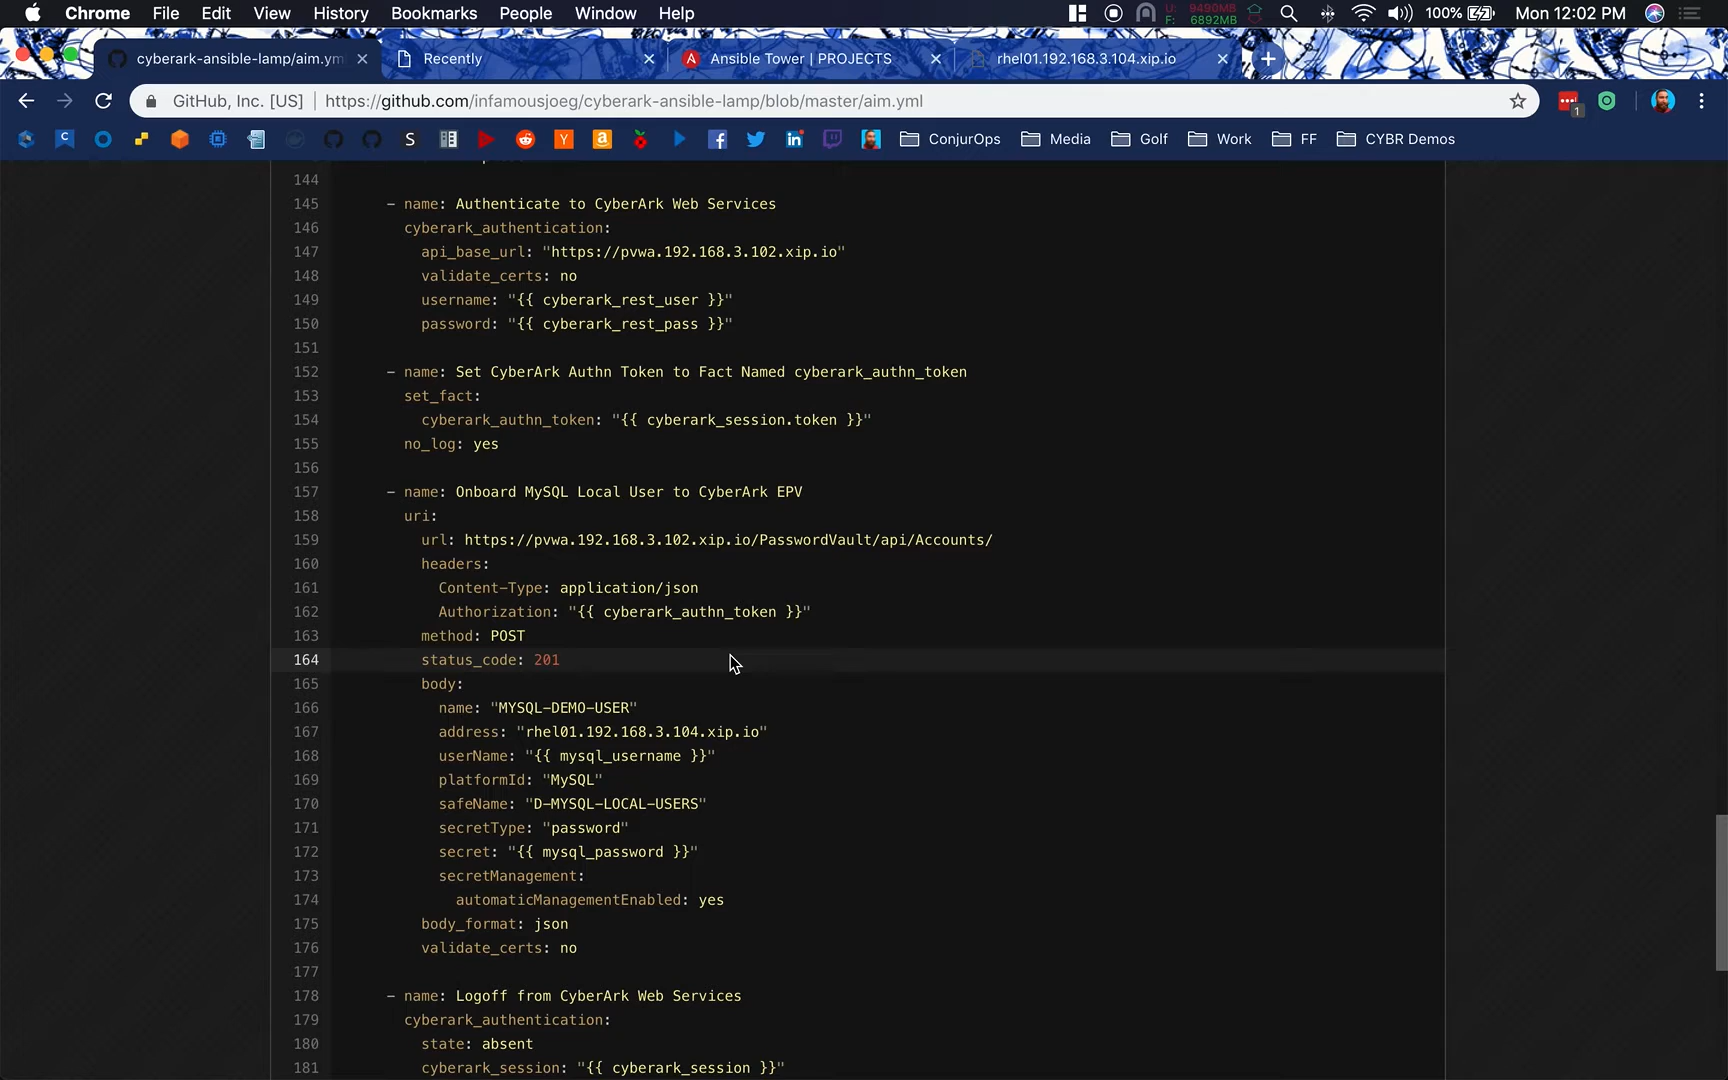 Chrome File Edit View History Bookmarks People Window Help U: 9490MB F: 6892MB 100% Mon 12:02 PM
cyberark-ansible-lamp/aim.yml Recently Ansible Tower | PROJECTS rhel01.192.168.3.104.xip.io
GitHub, Inc. [US] https://github.com/infamousjoeg/cyberark-ansible-lamp/blob/master/aim.yml 1
ConjurOps Media Golf Work FF CYBR Demos
144
145 - name: Authenticate to CyberArk Web Services
146 cyberark_authentication:
147 api_base_url: "https://pvwa.192.168.3.102.xip.io"
148 validate_certs: no
149 username: "{{ cyberark_rest_user }}"
150 password: "{{ cyberark_rest_pass }}"
151
152 - name: Set CyberArk Authn Token to Fact Named cyberark_authn_token
153 set_fact:
154 cyberark_authn_token: "{{ cyberark_session.token }}"
155 no_log: yes
156
157 - name: Onboard MySQL Local User to CyberArk EPV
158 uri:
159 url: https://pvwa.192.168.3.102.xip.io/PasswordVault/api/Accounts/
160 headers:
161 Content-Type: application/json
162 Authorization: "{{ cyberark_authn_token }}"
163 method: POST
164 status_code: 201
165 body:
166 name: "MYSQL-DEMO-USER"
167 address: "rhel01.192.168.3.104.xip.io"
168 userName: "{{ mysql_username }}"
169 platformId: "MySQL"
170 safeName: "D-MYSQL-LOCAL-USERS"
171 secretType: "password"
172 secret: "{{ mysql_password }}"
173 secretManagement:
174 automaticManagementEnabled: yes
175 body_format: json
176 validate_certs: no
177
178 - name: Logoff from CyberArk Web Services
179 cyberark_authentication:
180 state: absent
181 cyberark_session: "{{ cyberark_session }}"